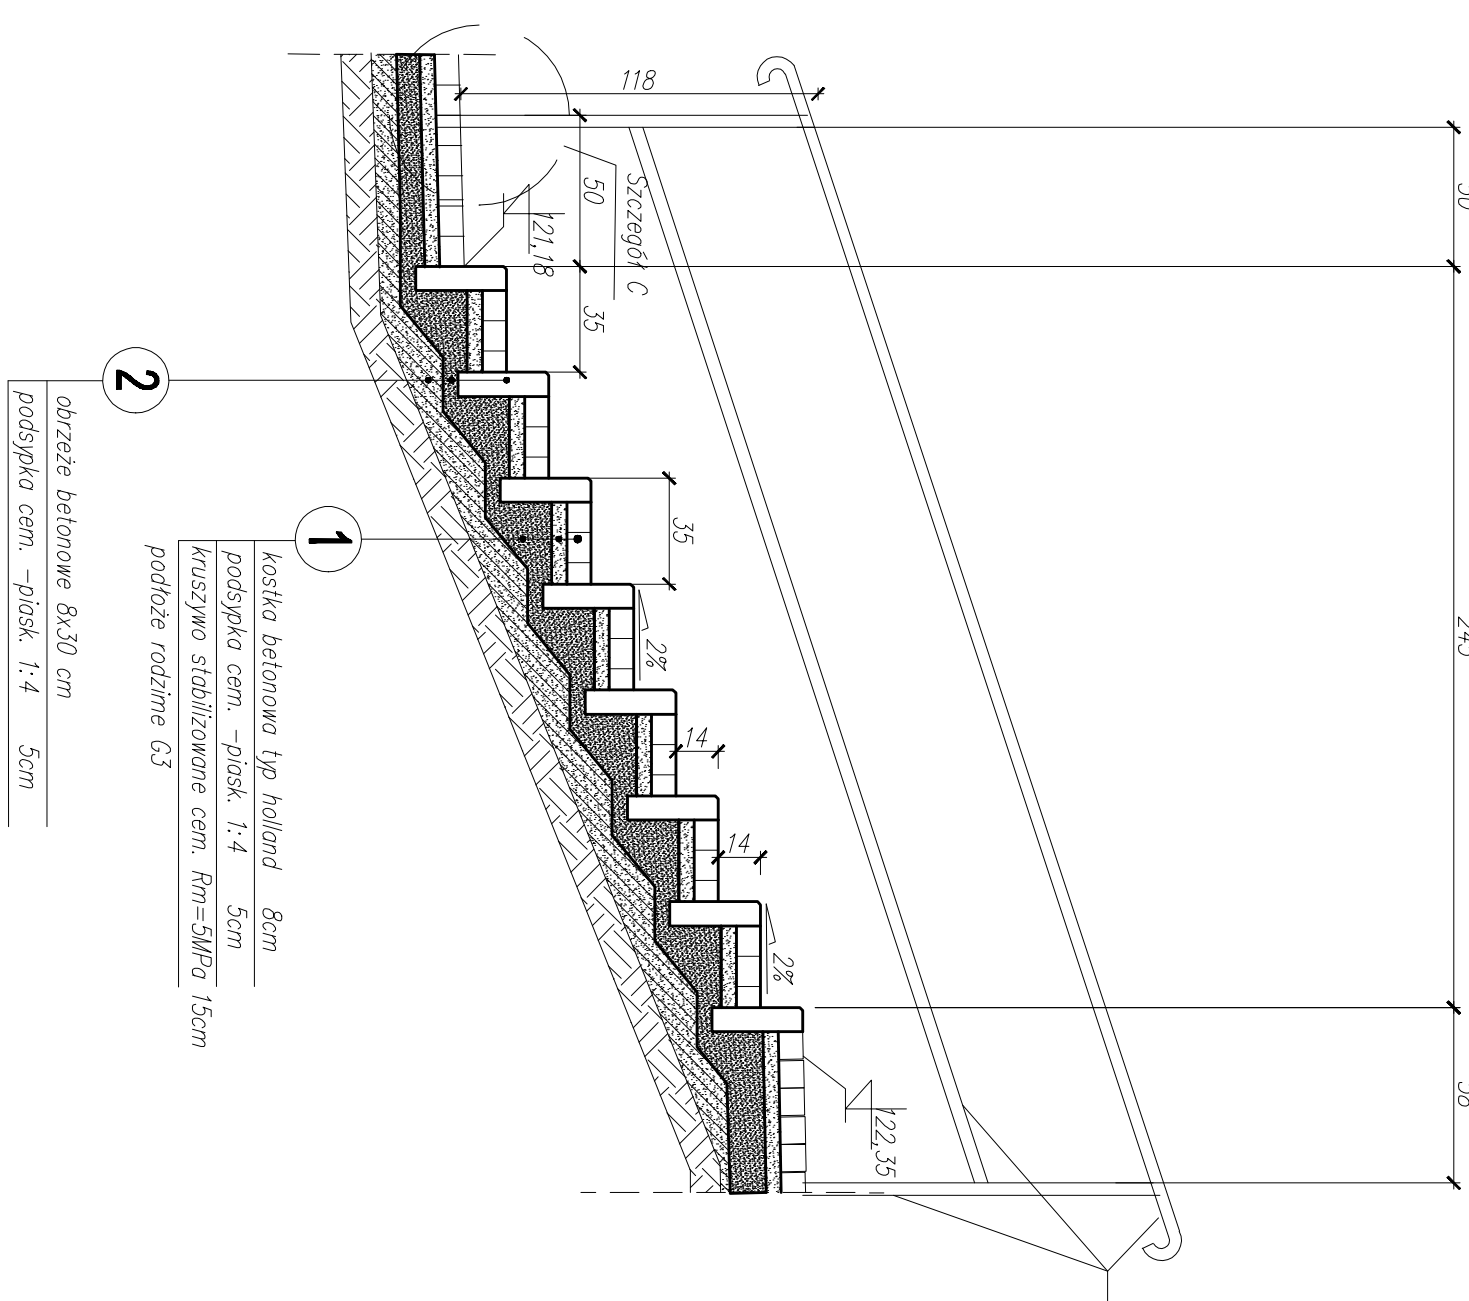 118
50
Szczegół C
121,18
35
35
2%
14
14
2%
122,35
1
kostka betonowa typ holland 8cm
podsypka cem. -piask. 1:4 5cm
kruszywo stabilizowane cem. Rm=5MPa 15cm
podłoże rodzime G3
2
obrzeże betonowe 8x30 cm
podsypka cem. -piask. 1:4 5cm